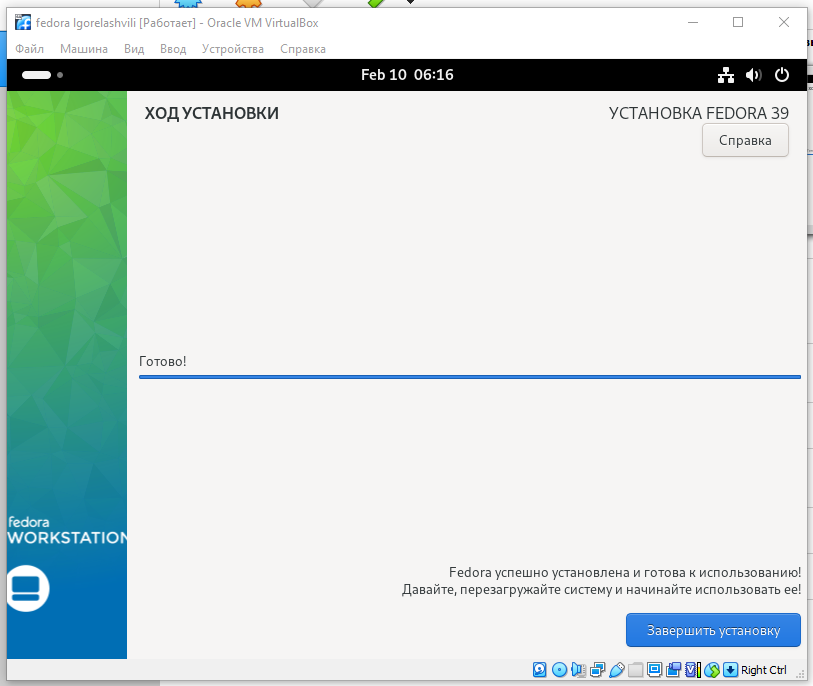 fedora lgorelashvili [Работает] - Oracle VM VirtualBox
Файл Машина Вид Ввод Устройства Справка
Feb 10 06:16
ХОД УСТАНОВКИ
УСТАНОВКА FEDORA 39
Справка
Готово!
fedora
WORKSTATION
Fedora успешно установлена и готова к использованию!
Давайте, перезагружайте систему и начинайте использовать ее!
Завершить установку
Right Ctrl